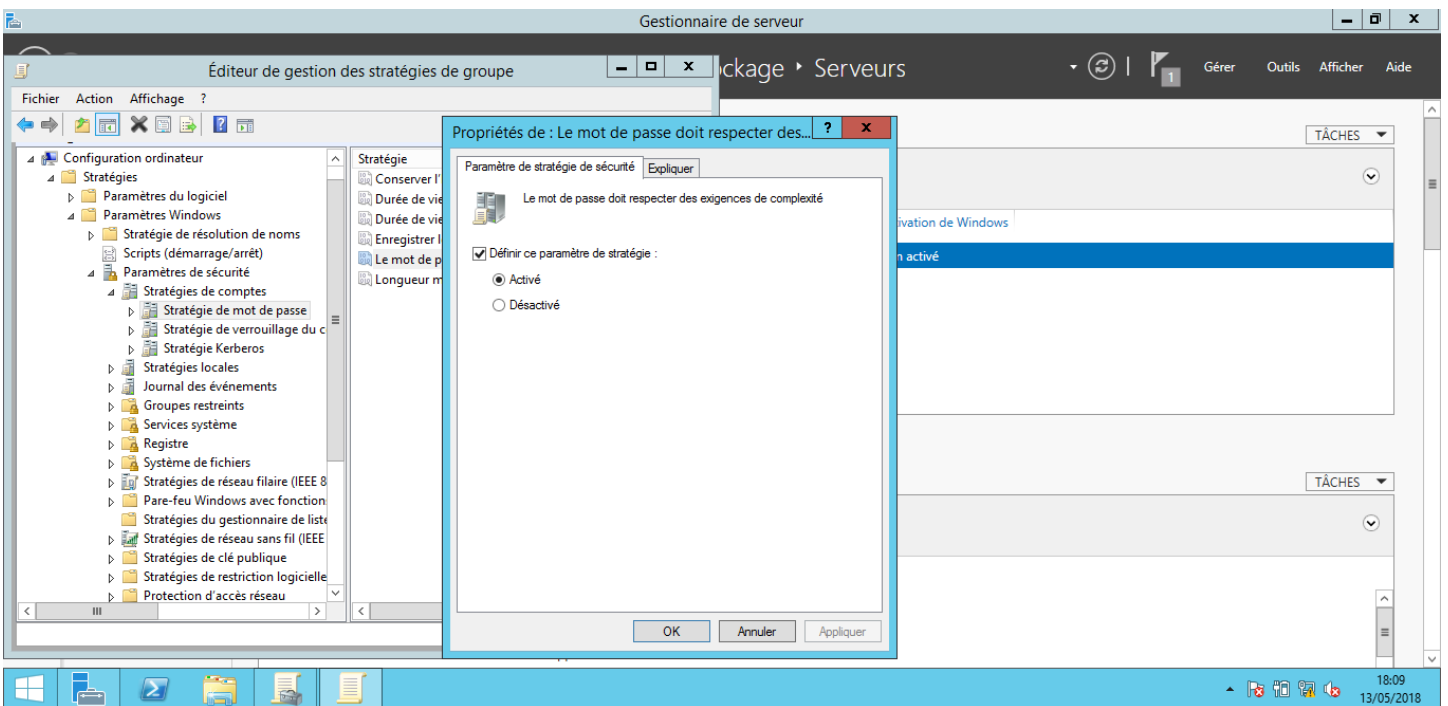 Gestionnaire de serveur
Éditeur de gestion des stratégies de groupe
ckage ‣ Serveurs
1
Gérer
Outils
Afficher
Aide
Fichier
Action
Affichage
?
Configuration ordinateur
Stratégies
Paramètres du logiciel
Paramètres Windows
Stratégie de résolution de noms
Scripts (démarrage/arrêt)
Paramètres de sécurité
Stratégies de comptes
Stratégie de mot de passe
Stratégie de verrouillage du c
Stratégie Kerberos
Stratégies locales
Journal des événements
Groupes restreints
Services système
Registre
Système de fichiers
Stratégies de réseau filaire (IEEE 8
Pare-feu Windows avec fonction
Stratégies du gestionnaire de liste
Stratégies de réseau sans fil (IEEE
Stratégies de clé publique
Stratégies de restriction logicielle
Protection d'accès réseau
Stratégie
Conserver l'
Durée de vie
Durée de vie
Enregistrer l
Le mot de p
Longueur m
Propriétés de : Le mot de passe doit respecter des...
?
Paramètre de stratégie de sécurité
Expliquer
Le mot de passe doit respecter des exigences de complexité
Définir ce paramètre de stratégie :
Activé
Désactivé
OK
Annuler
Appliquer
TÂCHES
ivation de Windows
n activé
TÂCHES
18:09
13/05/2018